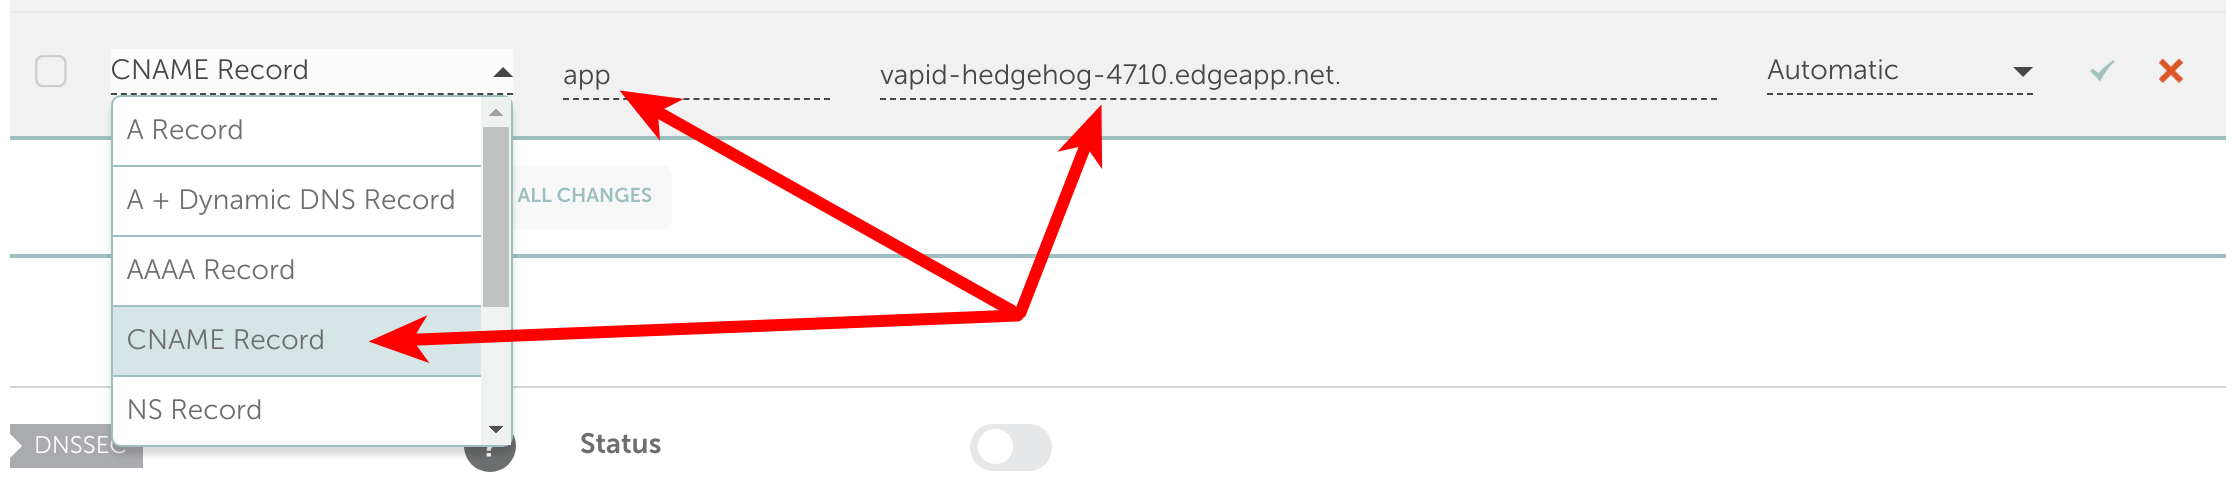 CNAME Record
app
vapid-hedgehog-4710.edgeapp.net.
Automatic
A Record
A + Dynamic DNS Record
ALL CHANGES
AAAA Record
CNAME Record
NS Record
DNSSEC
?
Status